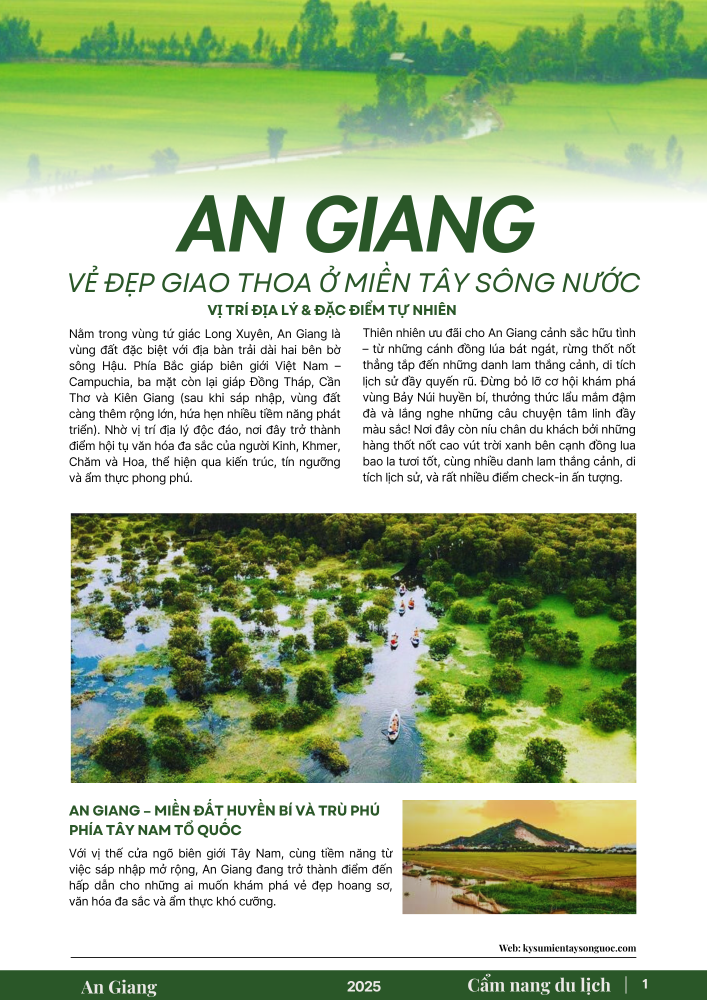 AN GIANG
VẺ ĐẸP GIAO THOA Ở MIỀN TÂY SÔNG NƯỚC
VỊ TRÍ ĐỊA LÝ & ĐẶC ĐIỂM TỰ NHIÊN
Nằm trong vùng tứ giác Long Xuyên, An Giang là
vùng đất đặc biệt với địa bàn trải dài hai bên bờ
sông Hậu. Phía Bắc giáp biên giới Việt Nam –
Campuchia, ba mặt còn lại giáp Đồng Tháp, Cần
Thơ và Kiên Giang (sau khi sáp nhập, vùng đất
càng thêm rộng lớn, hứa hẹn nhiều tiềm năng phát
triển). Nhờ vị trí địa lý độc đáo, nơi đây trở thành
điểm hội tụ văn hóa đa sắc của người Kinh, Khmer,
Chăm và Hoa, thể hiện qua kiến trúc, tín ngưỡng
và ẩm thực phong phú.
Thiên nhiên ưu đãi cho An Giang cảnh sắc hữu tình
– từ những cánh đồng lúa bát ngát, rừng thốt nốt
thẳng tắp đến những danh lam thắng cảnh, di tích
lịch sử đầy quyến rũ. Đừng bỏ lỡ cơ hội khám phá
vùng Bảy Núi huyền bí, thưởng thức lẩu mắm đậm
đà và lắng nghe những câu chuyện tâm linh đầy
màu sắc! Nơi đây còn níu chân du khách bởi những
hàng thốt nốt cao vút trời xanh bên cạnh đồng lua
bao la tươi tốt, cùng nhiều danh lam thắng cảnh, di
tích lịch sử, và rất nhiều điểm check-in ấn tượng.
AN GIANG – MIỀN ĐẤT HUYỀN BÍ VÀ TRÙ PHÚ
PHÍA TÂY NAM TỔ QUỐC
Với vị thế cửa ngõ biên giới Tây Nam, cùng tiềm năng từ
việc sáp nhập mở rộng, An Giang đang trở thành điểm đến
hấp dẫn cho những ai muốn khám phá vẻ đẹp hoang sơ,
văn hóa đa sắc và ẩm thực khó cưỡng.
Web: kysumientaysonguoc.com
An Giang
2025
Cẩm nang du lịch | 1